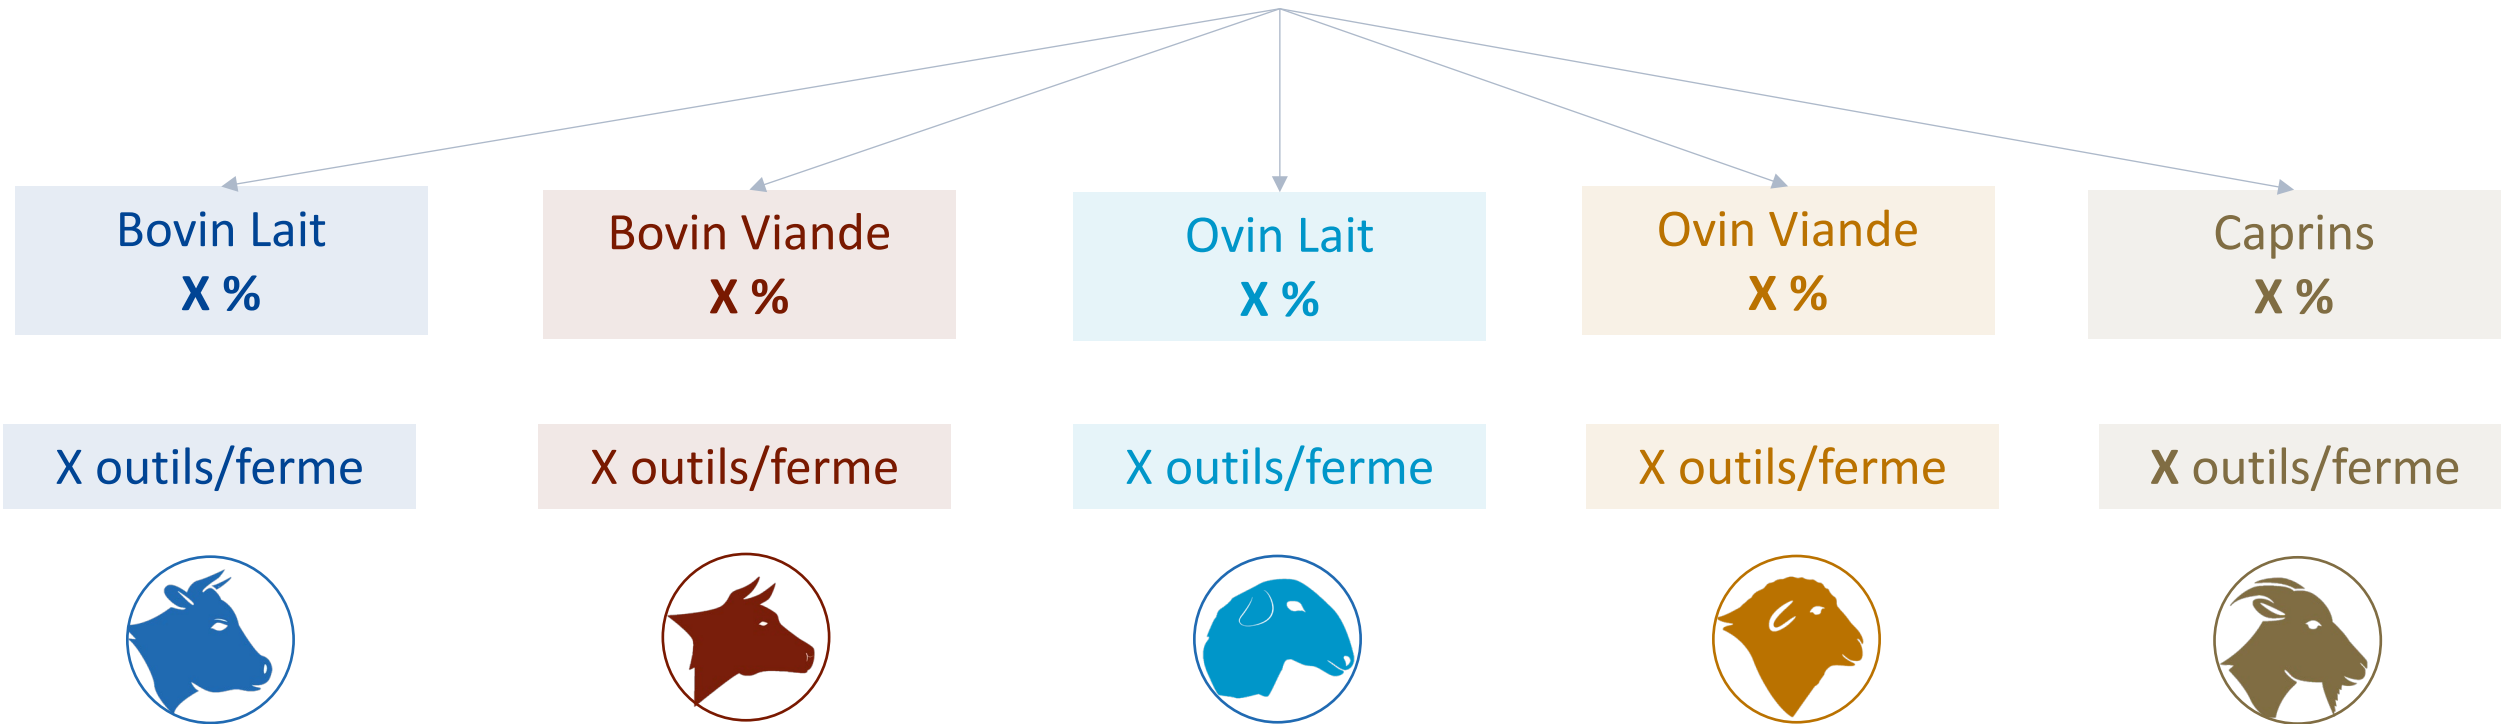 Bovin Lait
X %
Bovin Viande
X %
Ovin Lait
X %
Ovin Viande
X %
Caprins
X %
X outils/ferme
X outils/ferme
X outils/ferme
X outils/ferme
X outils/ferme